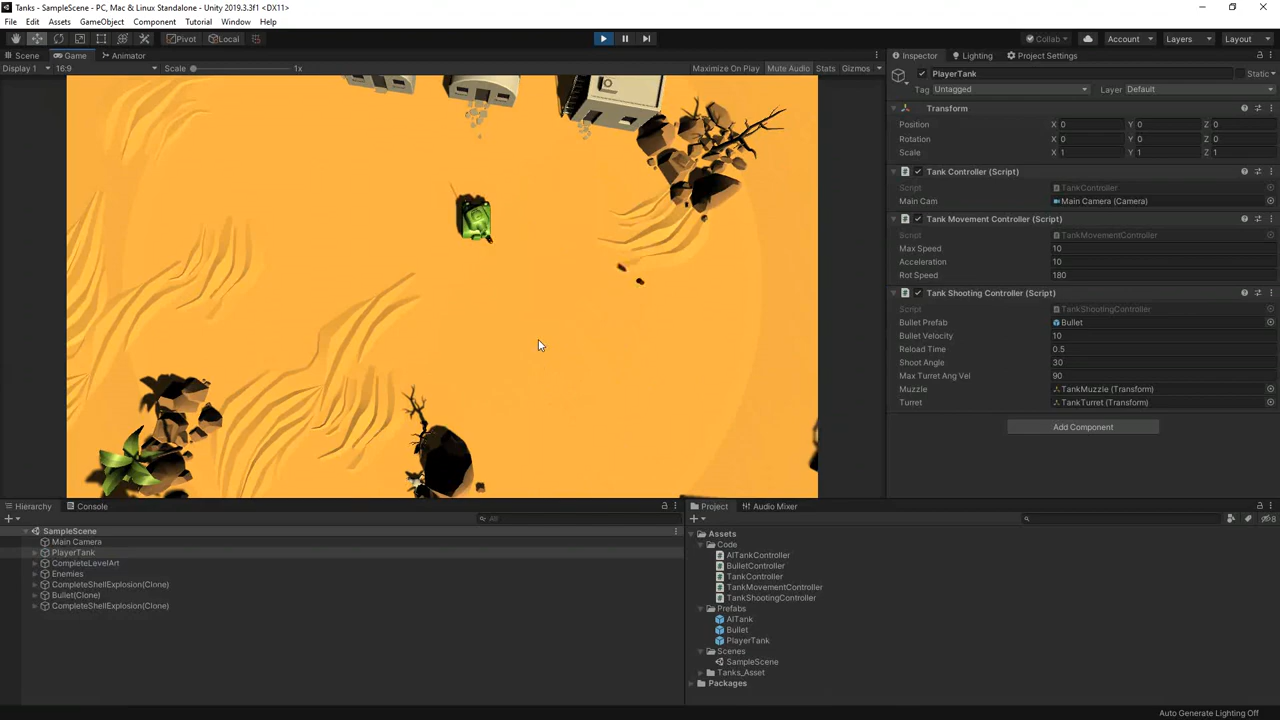 Tanks - SampleScene - PC, Mac & Linux Standalone - Unity 2019.3.3f1 <DX11>
File Edit Assets GameObject Component Tutorial Window Help
Pivot Local Collab Account Layers Layout
Scene Game Animator
Display 1 16:9 Scale 1x Maximize On Play Mute Audio Stats Gizmos
Inspector Lighting Project Settings
PlayerTank Static
Tag Untagged Layer Default
Transform
Position X 0 Y 0 Z 0
Rotation X 0 Y 0 Z 0
Scale X 1 Y 1 Z 1
Tank Controller (Script)
Script TankController
Main Cam Main Camera (Camera)
Tank Movement Controller (Script)
Script TankMovementController
Max Speed 10
Acceleration 10
Rot Speed 180
Tank Shooting Controller (Script)
Script TankShootingController
Bullet Prefab Bullet
Bullet Velocity 10
Reload Time 0.5
Shoot Angle 30
Max Turret Ang Vel 90
Muzzle TankMuzzle (Transform)
Turret TankTurret (Transform)
Add Component
Hierarchy Console
All
SampleScene
Main Camera
PlayerTank
CompleteLevelArt
Enemies
CompleteShellExplosion(Clone)
Bullet(Clone)
CompleteShellExplosion(Clone)
Project Audio Mixer
8
Assets
Code
AITankController
BulletController
TankController
TankMovementController
TankShootingController
Prefabs
AITank
Bullet
PlayerTank
Scenes
SampleScene
Tanks_Asset
Packages
Auto Generate Lighting Off